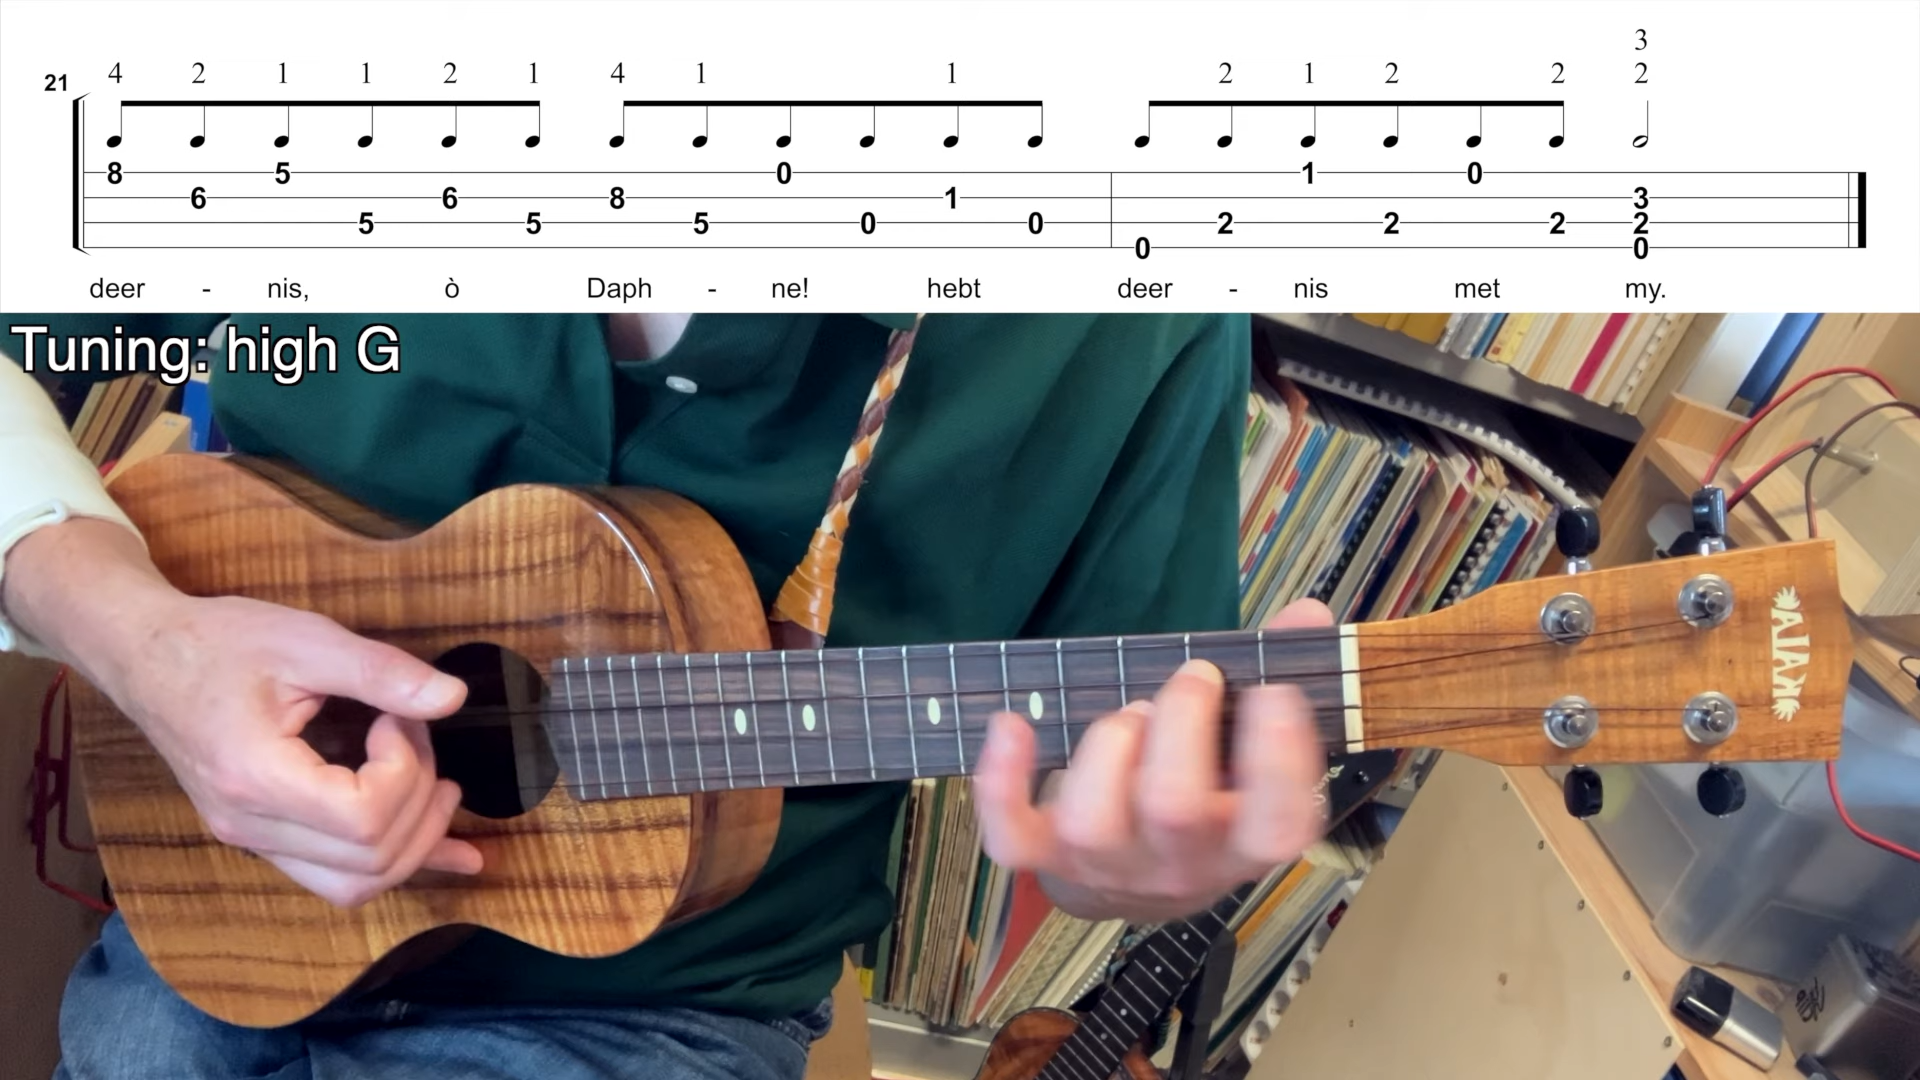 3
4 2 1 1 2 1 4 1 1 2 1 2 2 2
21
8 5 0 1 0
6 6 8 1 3
5 5 5 0 0 2 2 2 2
0 0
deer - nis, ò Daph - ne! hebt deer - nis met my.
Tuning: high G